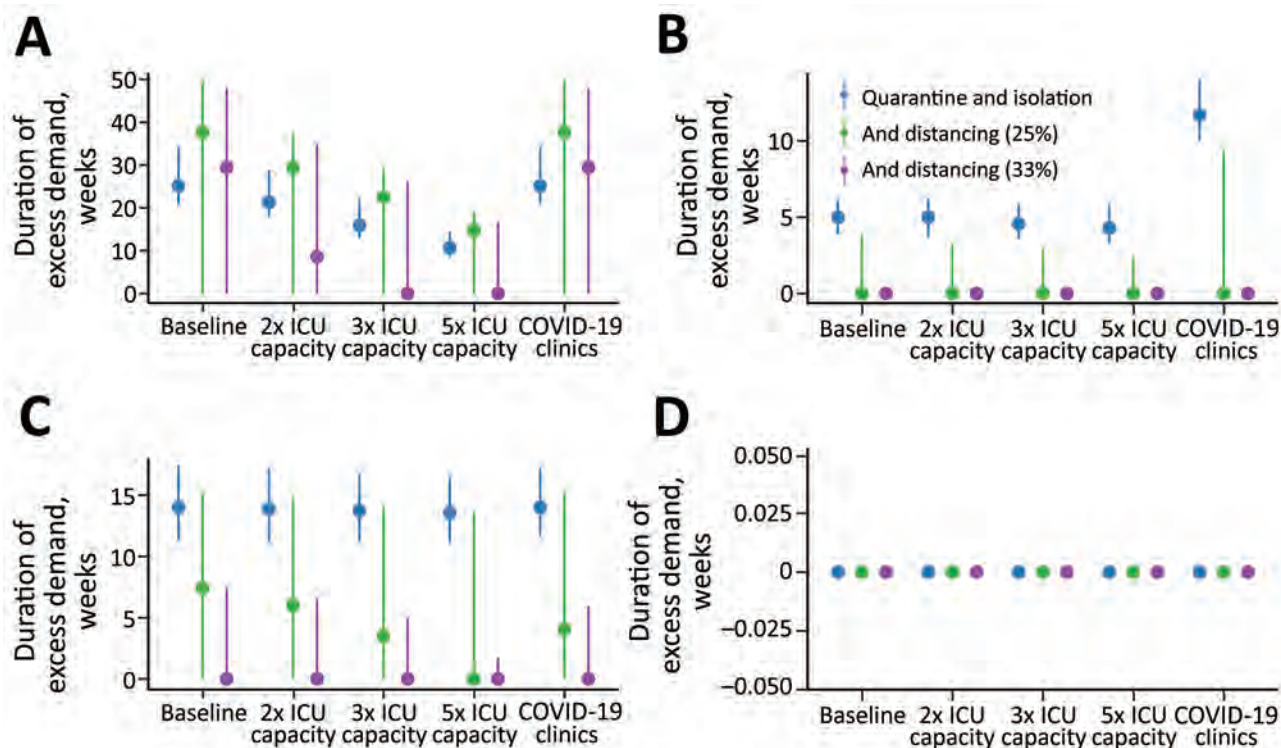 A
Duration of
excess demand,
weeks
50
40
30
20
10
0
Baseline 2x ICU 3x ICU 5x ICU COVID-19
capacity capacity capacity clinics
B
Duration of
excess demand,
weeks
10
5
0
Quarantine and isolation
And distancing (25%)
And distancing (33%)
Baseline 2x ICU 3x ICU 5x ICU COVID-19
capacity capacity capacity clinics
C
Duration of
excess demand,
weeks
15
10
5
0
Baseline 2x ICU 3x ICU 5x ICU COVID-19
capacity capacity capacity clinics
D
Duration of
excess demand,
weeks
0.050
0.025
0
−0.025
−0.050
Baseline 2x ICU 3x ICU 5x ICU COVID-19
capacity capacity capacity clinics